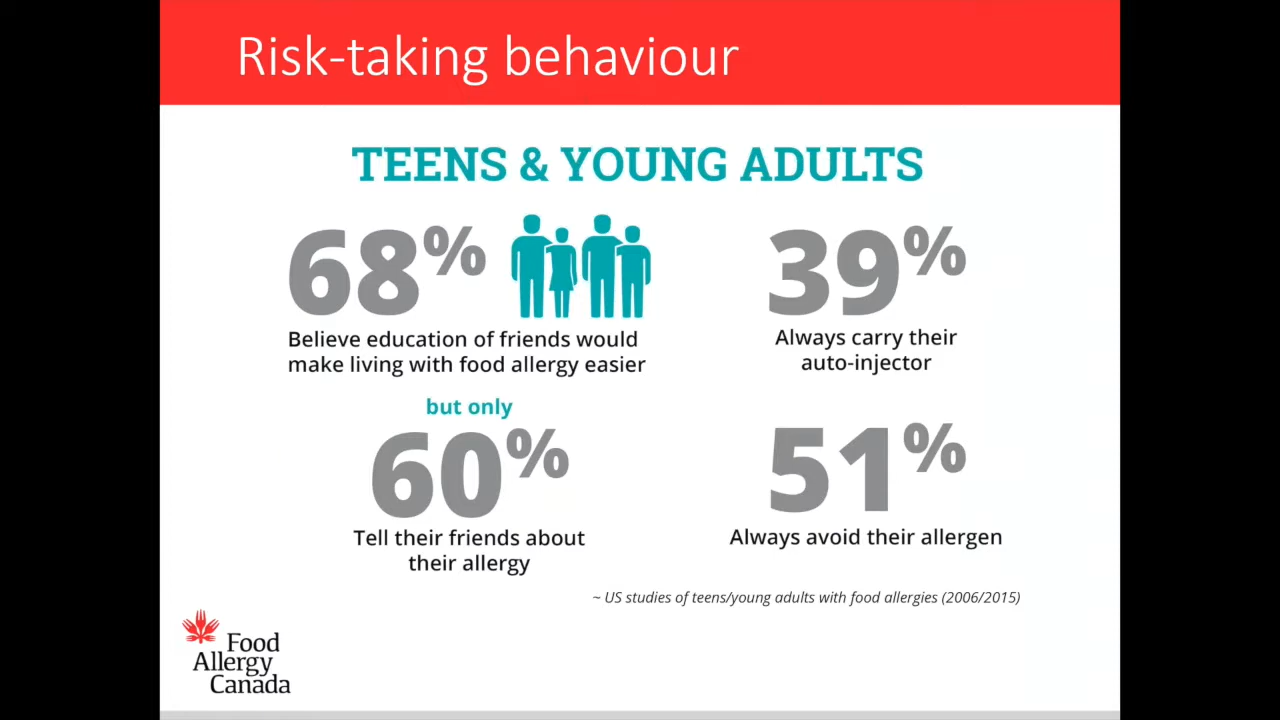 Risk-taking behaviour
TEENS & YOUNG ADULTS
68%
Believe education of friends would
make living with food allergy easier
but only
60%
Tell their friends about
their allergy
39%
Always carry their
auto-injector
51%
Always avoid their allergen
~ US studies of teens/young adults with food allergies (2006/2015)
Food
Allergy
Canada